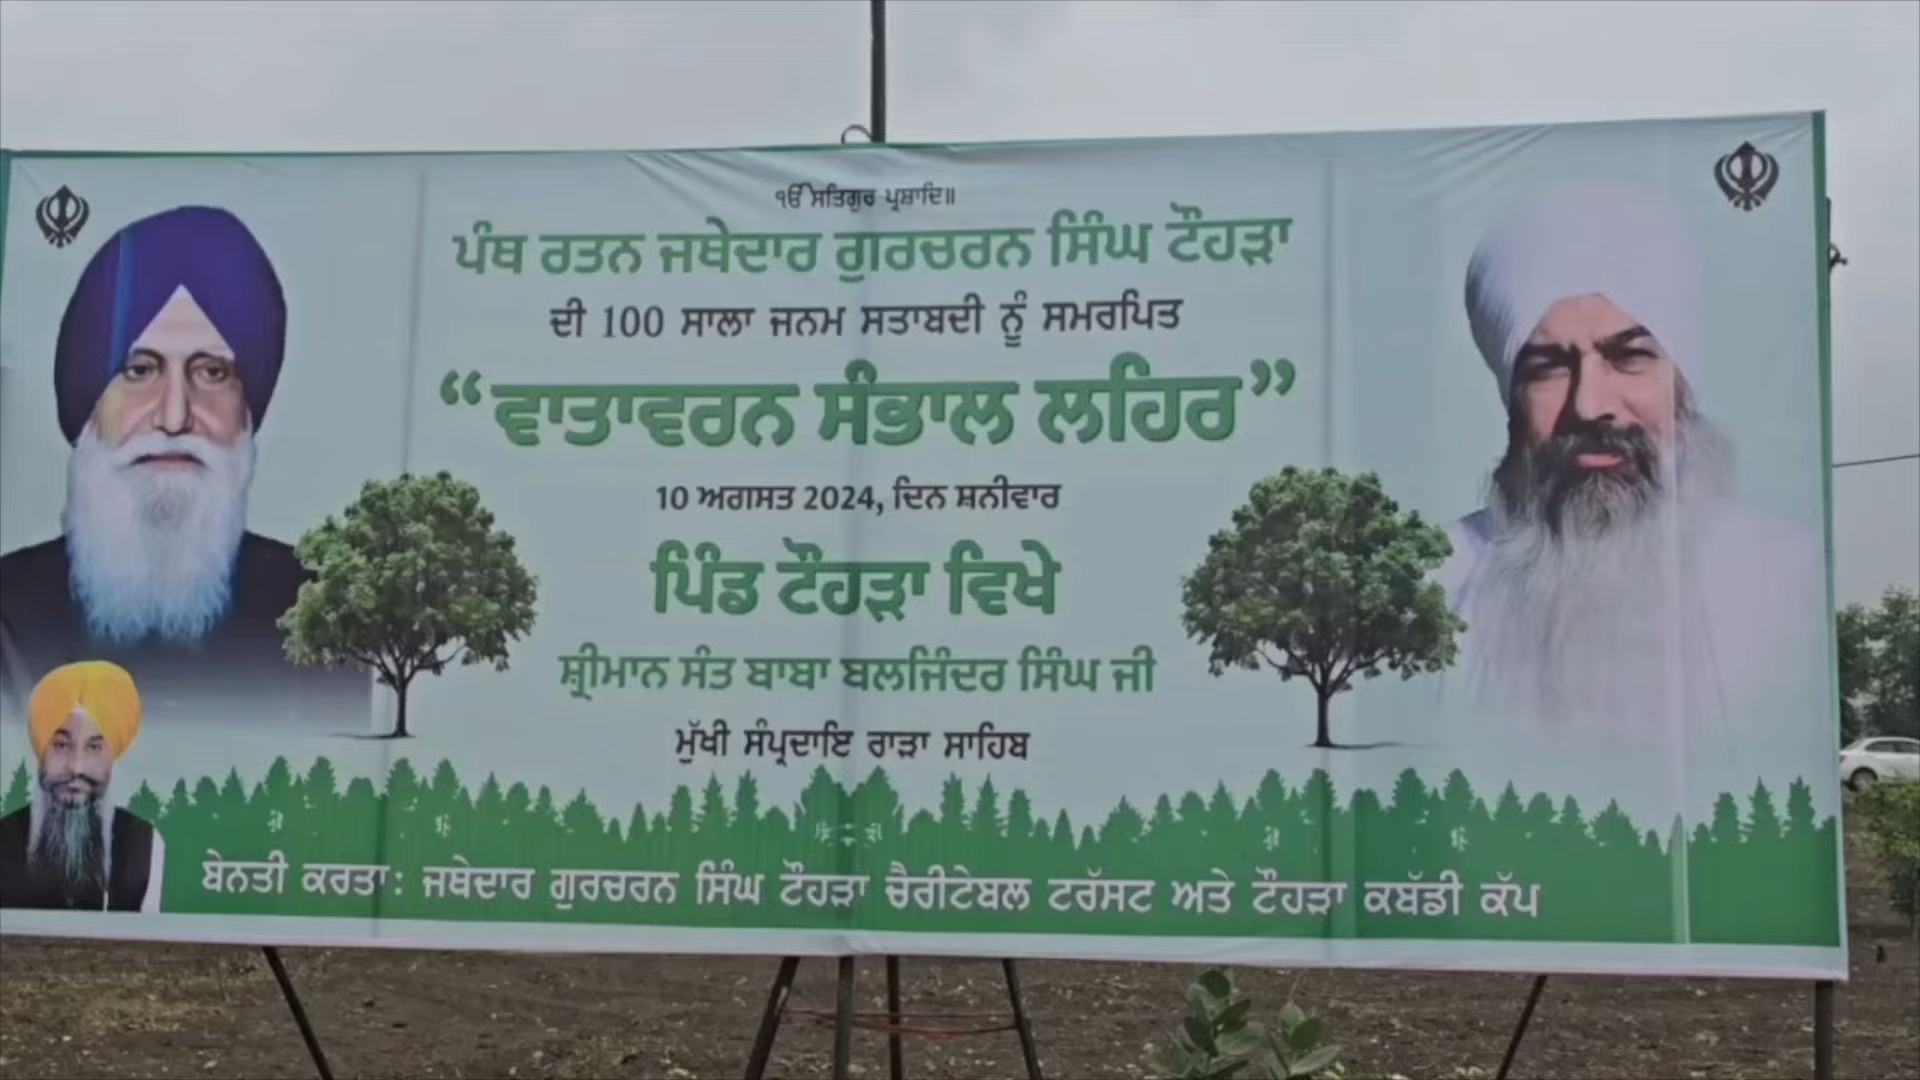 ੴ ਸਤਿਗੁਰ ਪ੍ਰਸਾਦਿ॥
ਪੰਥ ਰਤਨ ਜਥੇਦਾਰ ਗੁਰਚਰਨ ਸਿੰਘ ਟੌਹੜਾ
ਦੀ 100 ਸਾਲਾ ਜਨਮ ਸਤਾਬਦੀ ਨੂੰ ਸਮਰਪਿਤ
“ਵਾਤਾਵਰਨ ਸੰਭਾਲ ਲਹਿਰ”
10 ਅਗਸਤ 2024, ਦਿਨ ਸ਼ਨੀਵਾਰ
ਪਿੰਡ ਟੌਹੜਾ ਵਿਖੇ
ਸ਼੍ਰੀਮਾਨ ਸੰਤ ਬਾਬਾ ਬਲਜਿੰਦਰ ਸਿੰਘ ਜੀ
ਮੁੱਖੀ ਸੰਪ੍ਰਦਾਇ ਰਾੜਾ ਸਾਹਿਬ
ਬੇਨਤੀ ਕਰਤਾ: ਜਥੇਦਾਰ ਗੁਰਚਰਨ ਸਿੰਘ ਟੌਹੜਾ ਚੈਰੀਟੇਬਲ ਟਰੱਸਟ ਅਤੇ ਟੌਹੜਾ ਕਬੱਡੀ ਕੱਪ